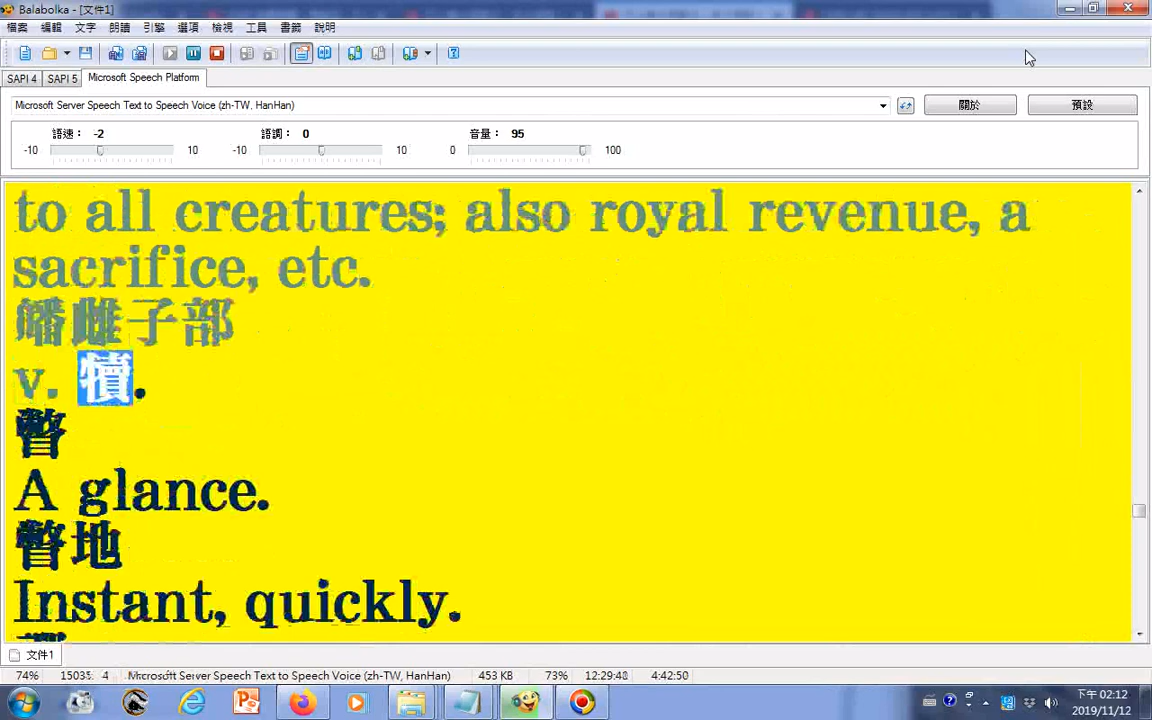 Balabolka - [文件1]
檔案 編輯 文字 朗讀 引擎 選項 檢視 工具 書籤 說明
SAPI 4 SAPI 5 Microsoft Speech Platform
Microsoft Server Speech Text to Speech Voice (zh-TW, HanHan) 關於 預設
語速： -2 語調： 0 音量： 95
-10 10 -10 10 0 100
to all creatures; also royal revenue, a
sacrifice, etc.
雌子部
v. 犢.
瞥
A glance.
瞥地
Instant, quickly.
文件1
74% 15035: 4 Microsoft Server Speech Text to Speech Voice (zh-TW, HanHan) 453 KB 73% 12:29:48 4:42:50
下午 02:12
2019/11/12